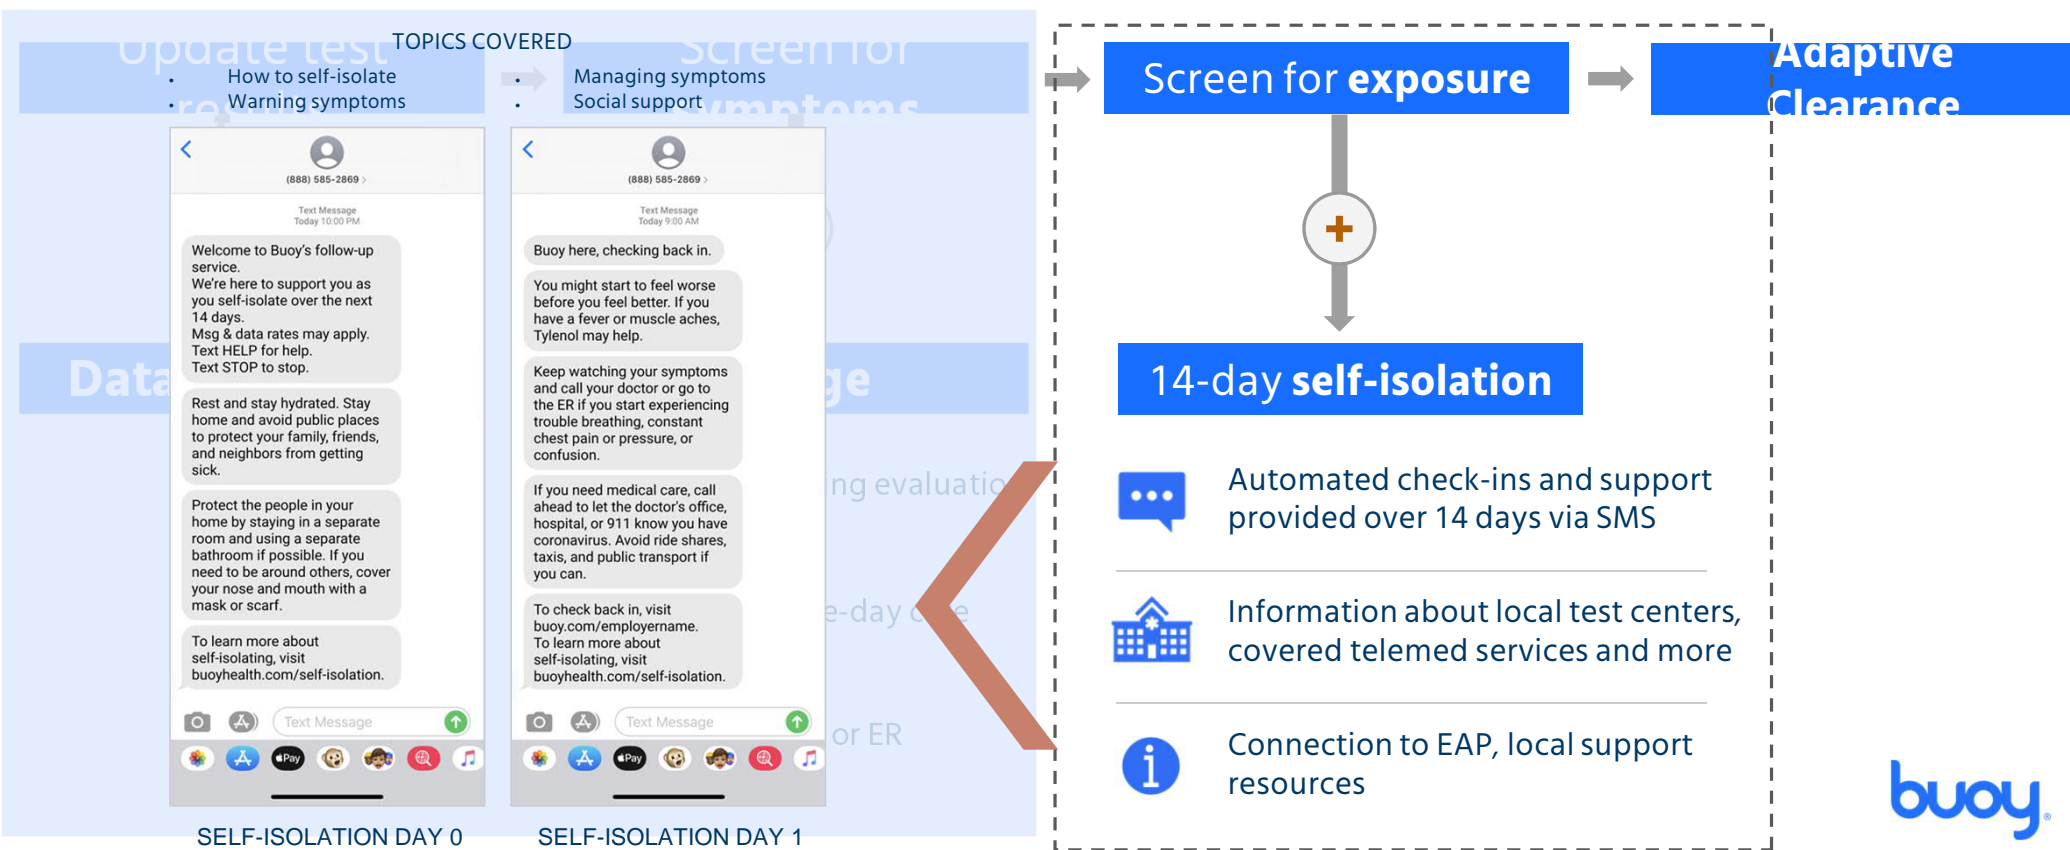 Update test
result
Screen for
symptoms
TOPICS COVERED
• How to self-isolate
• Warning symptoms
• Managing symptoms
• Social support
Screen for exposure
Adaptive
Clearance
(888) 585-2869 >
Text Message
Today 10:00 PM
Welcome to Buoy's follow-up
service.
We're here to support you as
you self-isolate over the next
14 days.
Msg & data rates may apply.
Text HELP for help.
Text STOP to stop.
Rest and stay hydrated. Stay
home and avoid public places
to protect your family, friends,
and neighbors from getting
sick.
Protect the people in your
home by staying in a separate
room and using a separate
bathroom if possible. If you
need to be around others, cover
your nose and mouth with a
mask or scarf.
To learn more about
self-isolating, visit
buoyhealth.com/self-isolation.
Text Message
Pay
SELF-ISOLATION DAY 0
(888) 585-2869 >
Text Message
Today 9:00 AM
Buoy here, checking back in.
You might start to feel worse
before you feel better. If you
have a fever or muscle aches,
Tylenol may help.
Keep watching your symptoms
and call your doctor or go to
the ER if you start experiencing
trouble breathing, constant
chest pain or pressure, or
confusion.
If you need medical care, call
ahead to let the doctor's office,
hospital, or 911 know you have
coronavirus. Avoid ride shares,
taxis, and public transport if
you can.
To check back in, visit
buoy.com/employername.
To learn more about
self-isolating, visit
buoyhealth.com/self-isolation.
Text Message
Pay
SELF-ISOLATION DAY 1
Data
or ER
14-day self-isolation
Automated check-ins and support
provided over 14 days via SMS
Information about local test centers,
covered telemed services and more
Connection to EAP, local support
resources
buoy